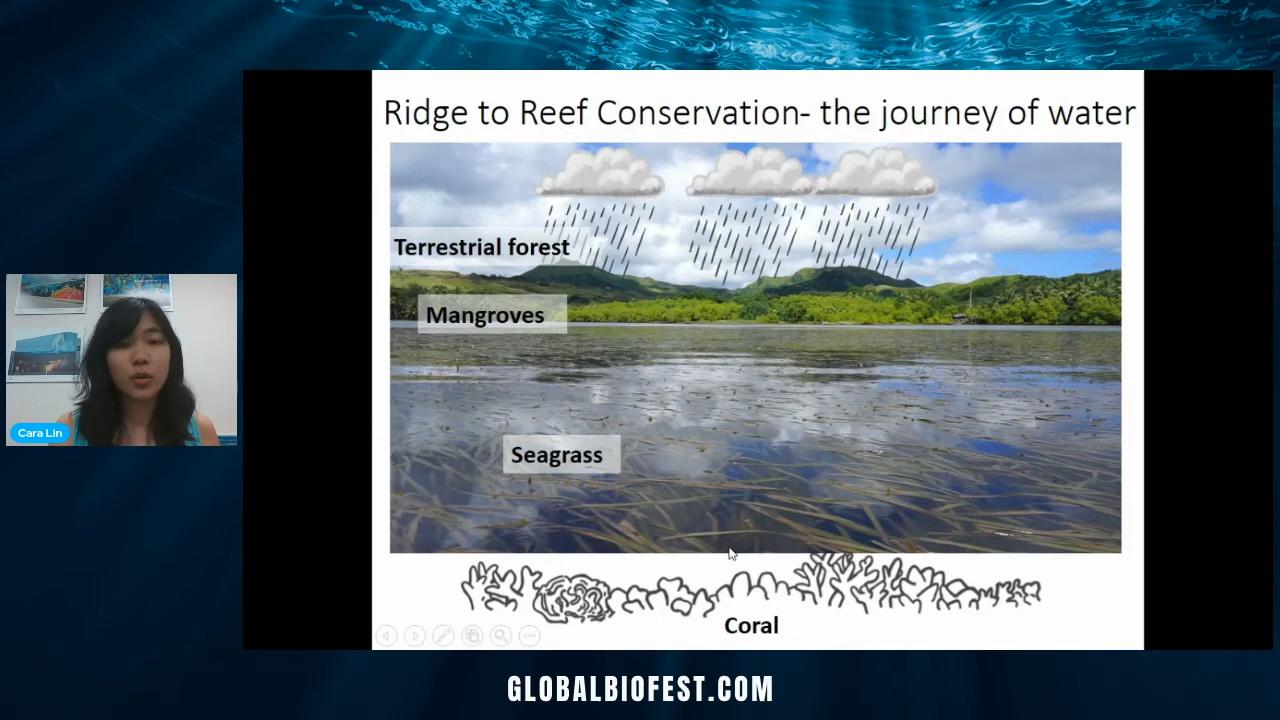 Ridge to Reef Conservation- the journey of water
Terrestrial forest
Mangroves
Seagrass
Coral
Cara Lin
GLOBALBIOFEST.COM